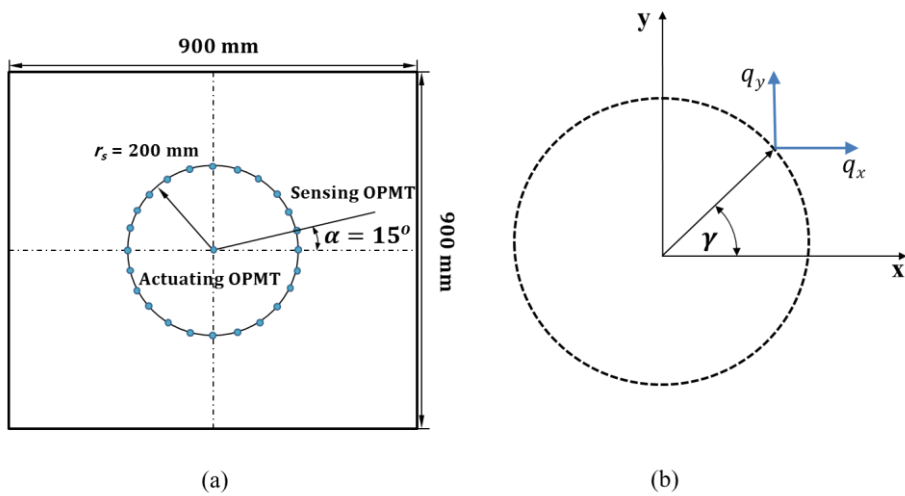 900 mm
r_s = 200 mm
Sensing OPMT
α = 15^o
Actuating OPMT
900 mm
(a)
y
q_y
q_x
γ
x
(b)